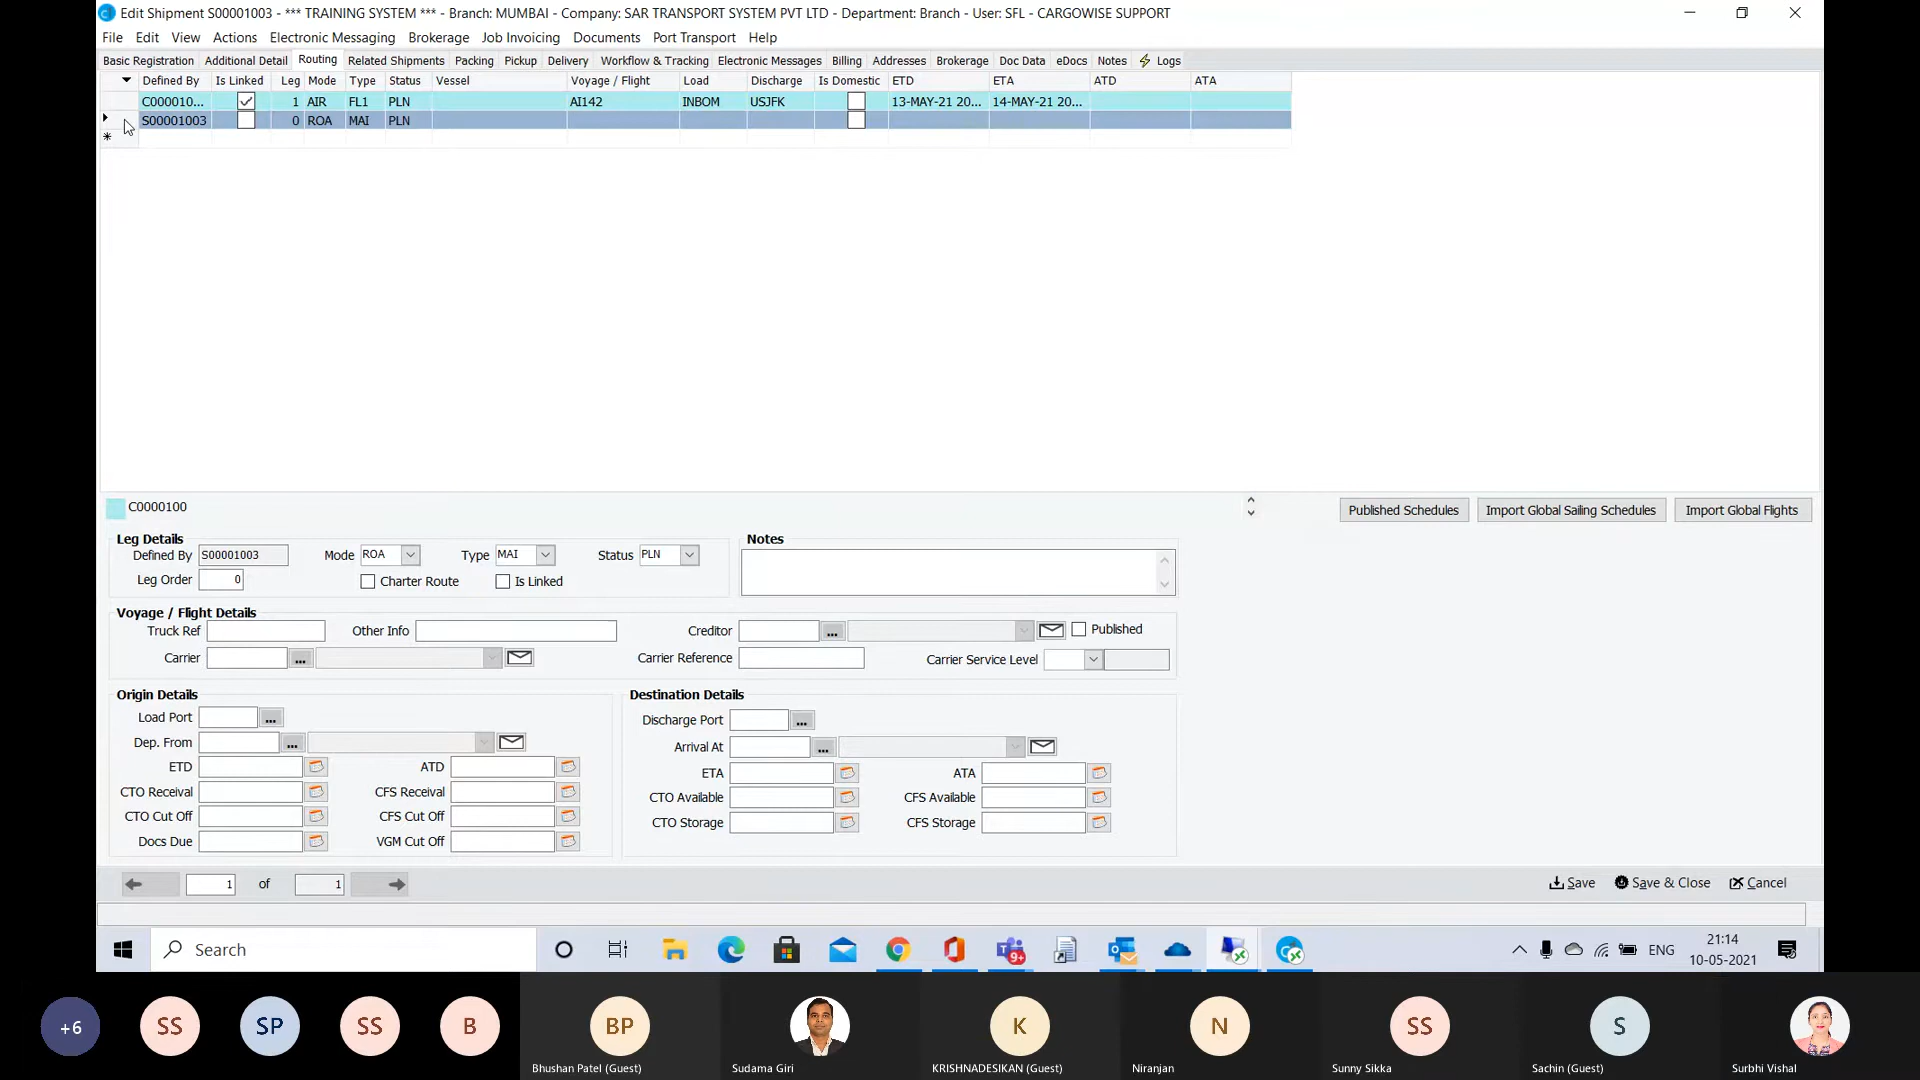 Edit Shipment S00001003 - *** TRAINING SYSTEM *** - Branch: MUMBAI - Company: SAR TRANSPORT SYSTEM PVT LTD - Department: Branch - User: SFL - CARGOWISE SUPPORT
File Edit View Actions Electronic Messaging Brokerage Job Invoicing Documents Port Transport Help
Basic Registration Additional Detail Routing Related Shipments Packing Pickup Delivery Workflow & Tracking Electronic Messages Billing Addresses Brokerage Doc Data eDocs Notes Logs
Defined By Is Linked Leg Mode Type Status Vessel Voyage / Flight Load Discharge Is Domestic ETD ETA ATD ATA
C000010... 1 AIR FL1 PLN AI142 INBOM USJFK 13-MAY-21 20... 14-MAY-21 20...
S00001003 0 ROA MAI PLN
C0000100 Published Schedules Import Global Sailing Schedules Import Global Flights
Leg Details Notes
Defined By S00001003 Mode ROA Type MAI Status PLN
Leg Order 0 Charter Route Is Linked
Voyage / Flight Details
Truck Ref Other Info Creditor ... Published
Carrier ... Carrier Reference Carrier Service Level
Origin Details Destination Details
Load Port ... Discharge Port ...
Dep. From ... Arrival At ...
ETD ATD ETA ATA
CTO Receival CFS Receival CTO Available CFS Available
CTO Cut Off CFS Cut Off CTO Storage CFS Storage
Docs Due VGM Cut Off
1 of 1 Save Save & Close Cancel
Search 9+ ENG 21:14
10-05-2021
+6 SS SP SS B BP K N SS S
Bhushan Patel (Guest) Sudama Giri KRISHNADESIKAN (Guest) Niranjan Sunny Sikka Sachin (Guest) Surbhi Vishal